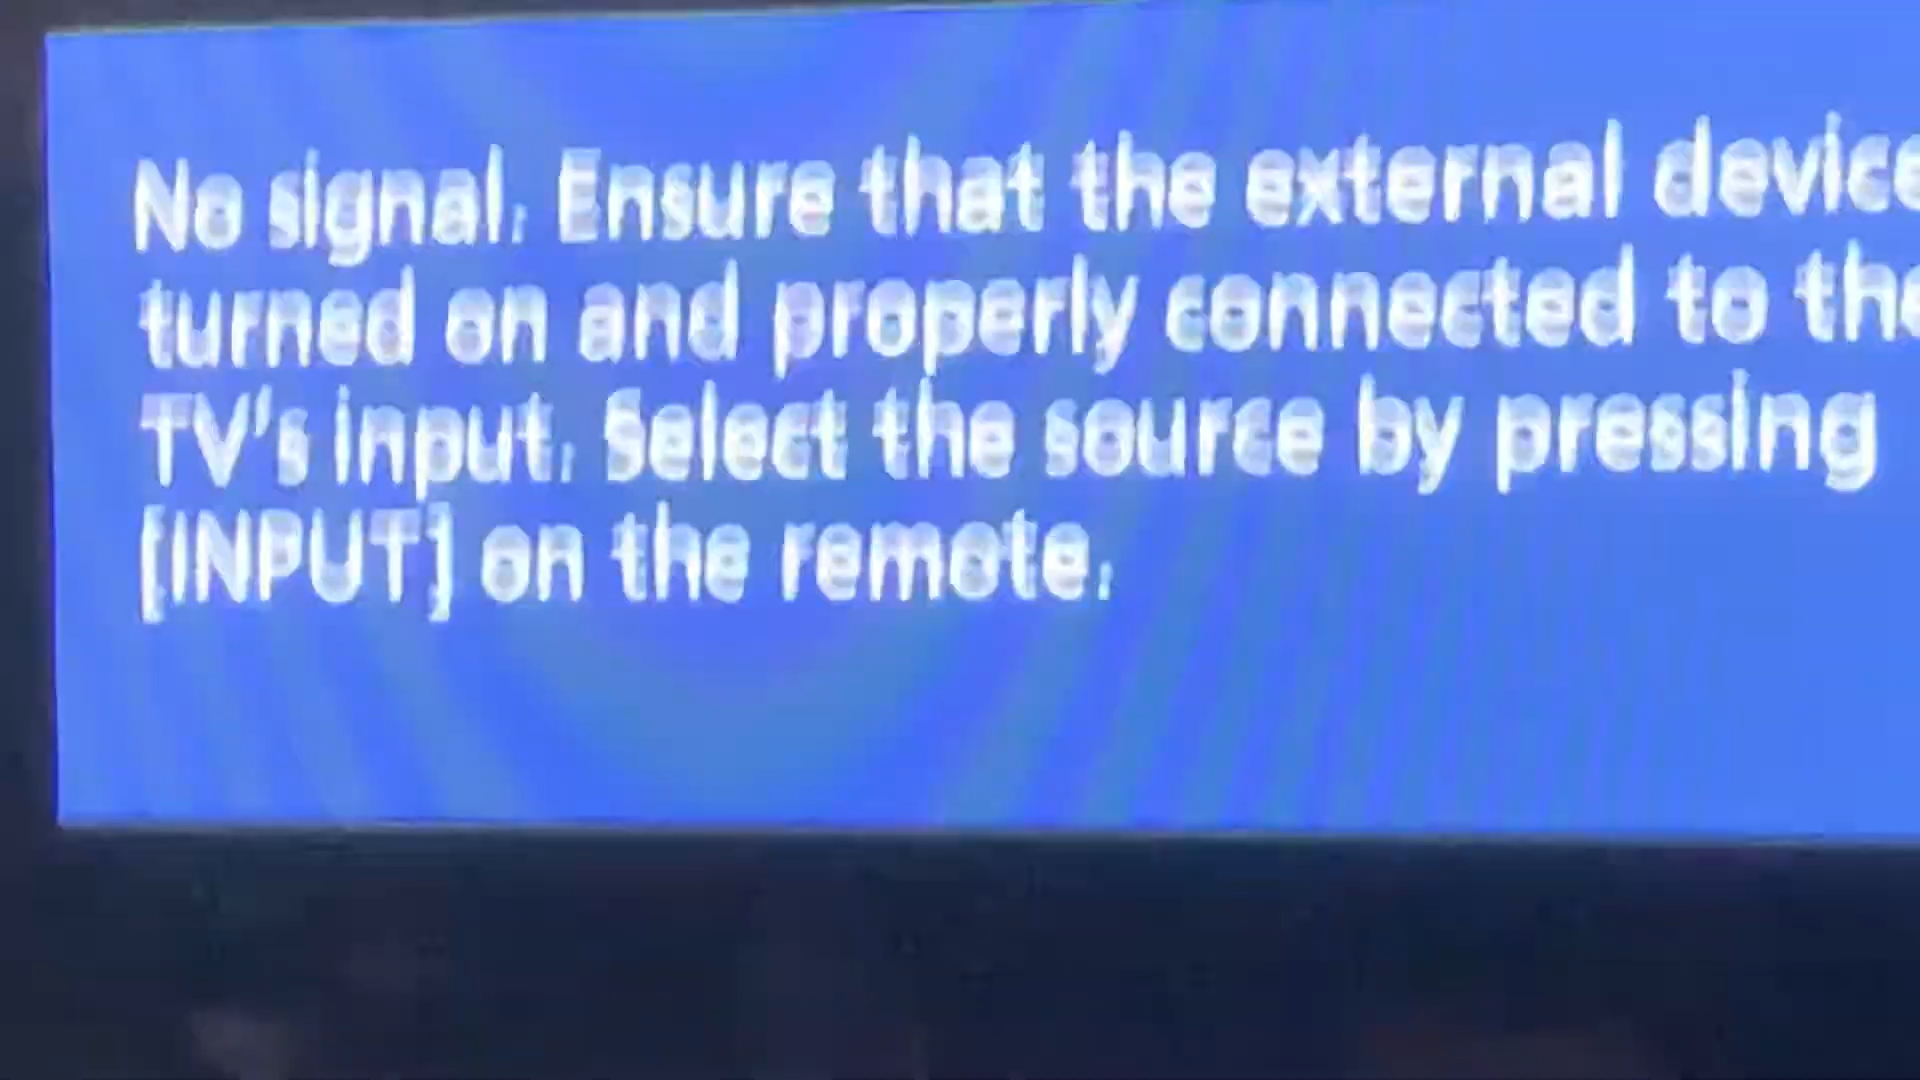 No signal. Ensure that the external device
turned on and properly connected to the
TV's input. Select the source by pressing
[INPUT] on the remote.